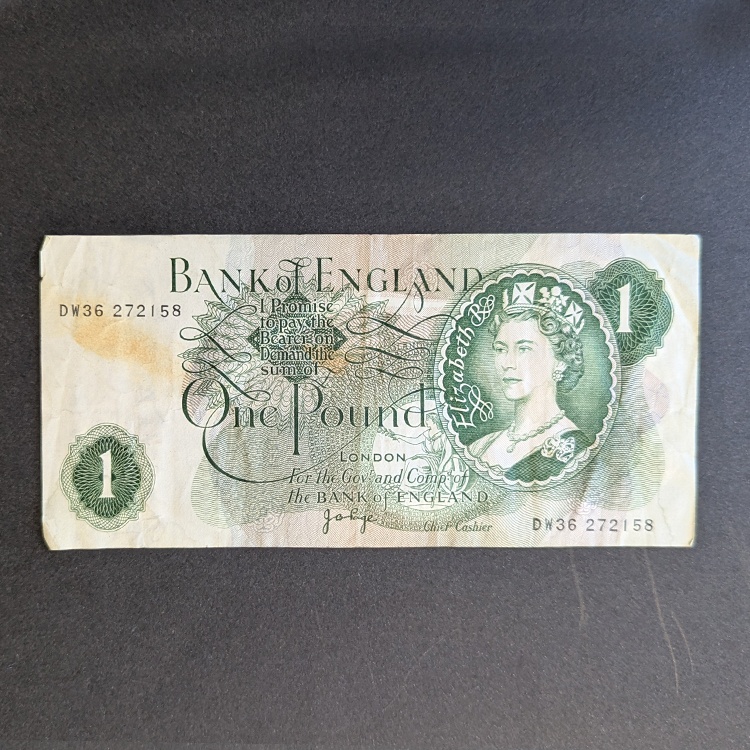 BANK of ENGLAND
DW36 272158
I Promise
to pay the
Bearer on
Demand the
sum of
One Pound
1
Elizabeth R
1
LONDON
For the Gov: and Comp: of
the BANK of ENGLAND
Chief Cashier
DW36 272158